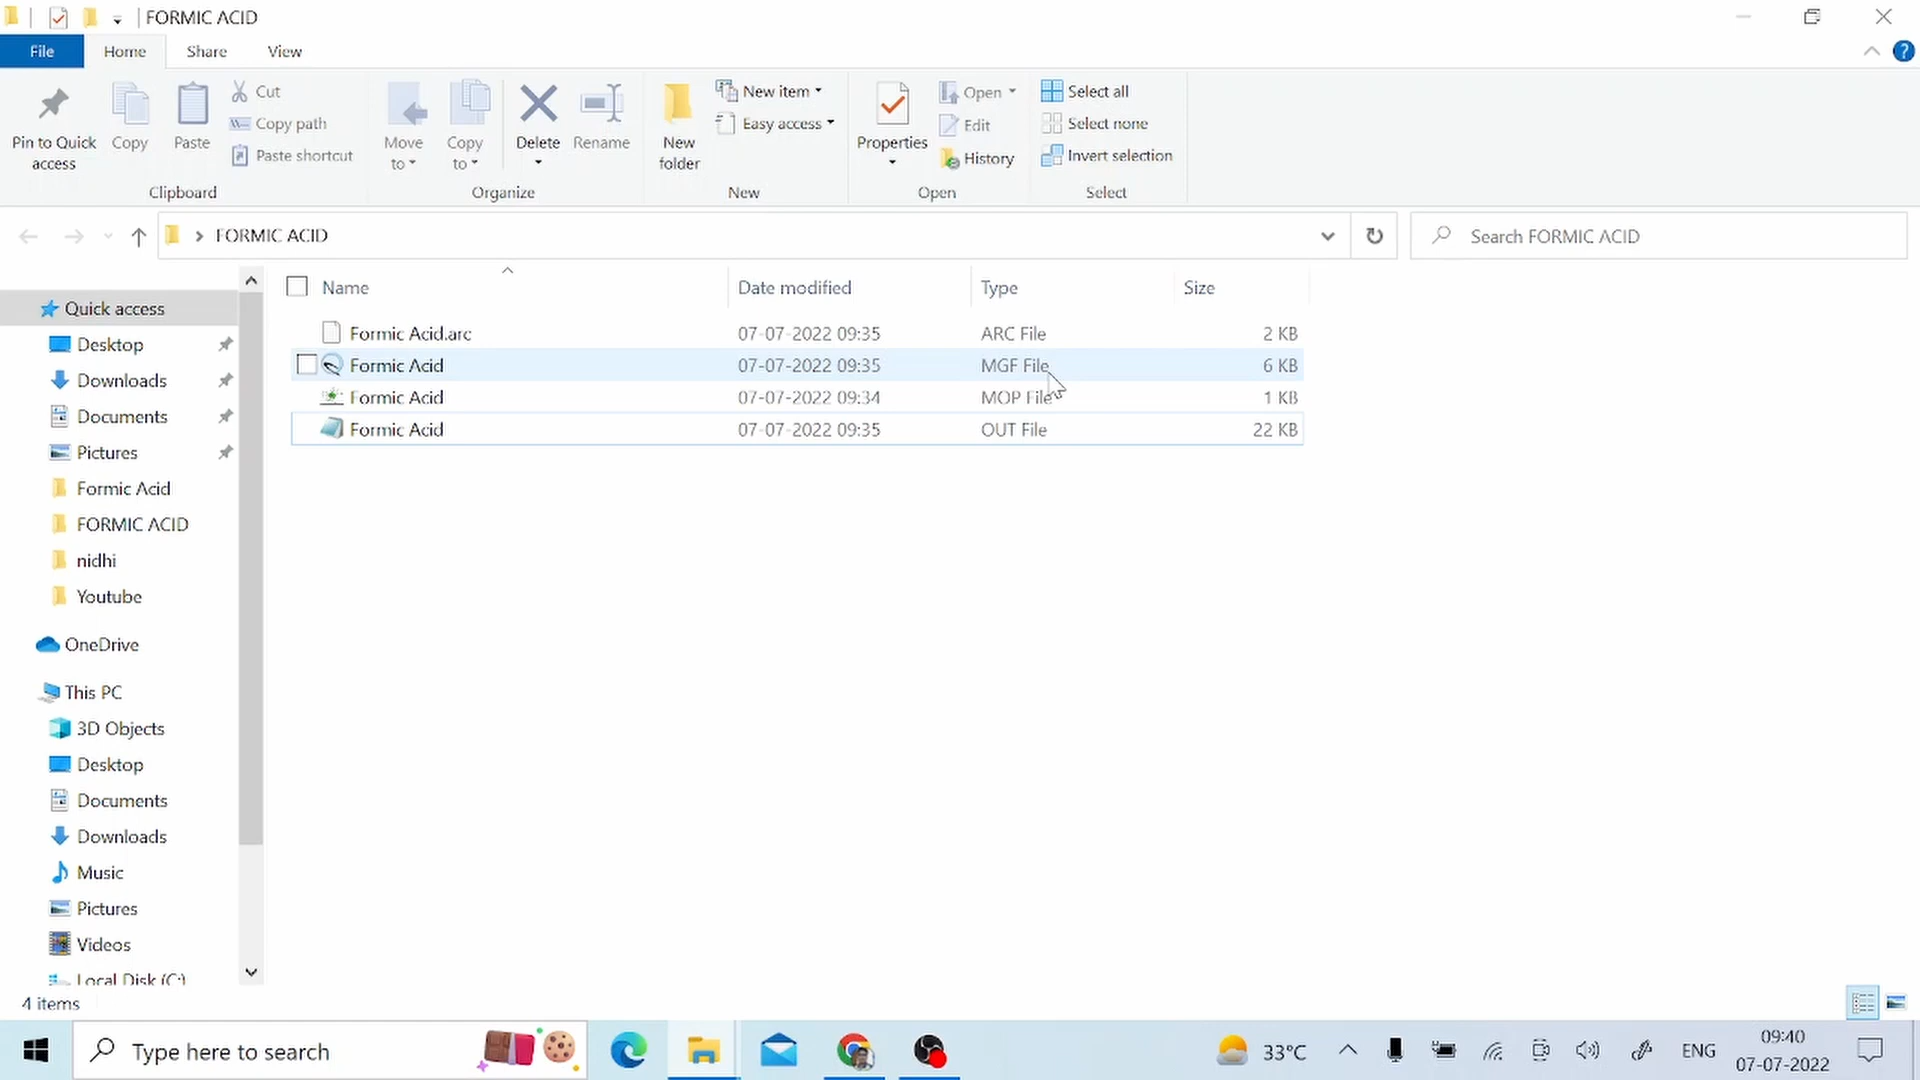 FORMIC ACID
File Home Share View
Pin to Quick access
Copy
Paste
Cut
Copy path
Paste shortcut
Clipboard
Move to
Copy to
Delete
Rename
Organize
New folder
New item
Easy access
New
Properties
Open
Edit
History
Open
Select all
Select none
Invert selection
Select
FORMIC ACID
Search FORMIC ACID
Name Date modified Type Size
Formic Acid.arc 07-07-2022 09:35 ARC File 2 KB
Formic Acid 07-07-2022 09:35 MGF File 6 KB
Formic Acid 07-07-2022 09:34 MOP File 1 KB
Formic Acid 07-07-2022 09:35 OUT File 22 KB
Quick access
Desktop
Downloads
Documents
Pictures
Formic Acid
FORMIC ACID
nidhi
Youtube
OneDrive
This PC
3D Objects
Desktop
Documents
Downloads
Music
Pictures
Videos
Local Disk (C:)
4 items
Type here to search
33°C
ENG
09:40
07-07-2022